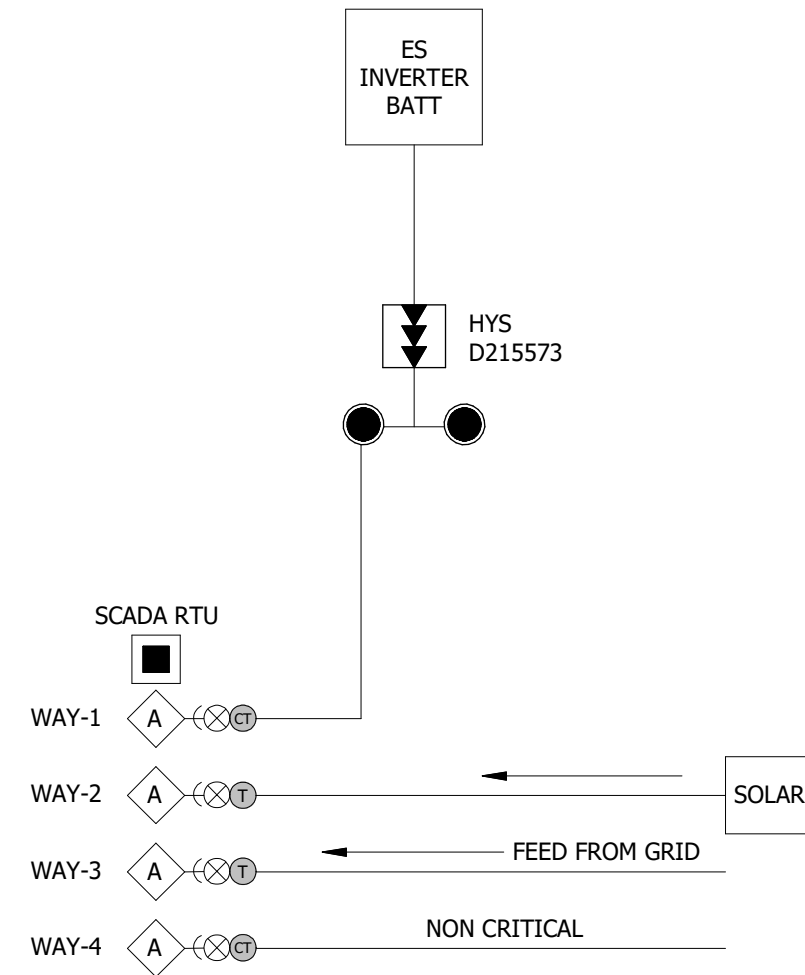 ES
INVERTER
BATT
HYS
D215573
SCADA RTU
WAY-1 A CT
WAY-2 A T SOLAR
WAY-3 A T FEED FROM GRID
WAY-4 A CT NON CRITICAL